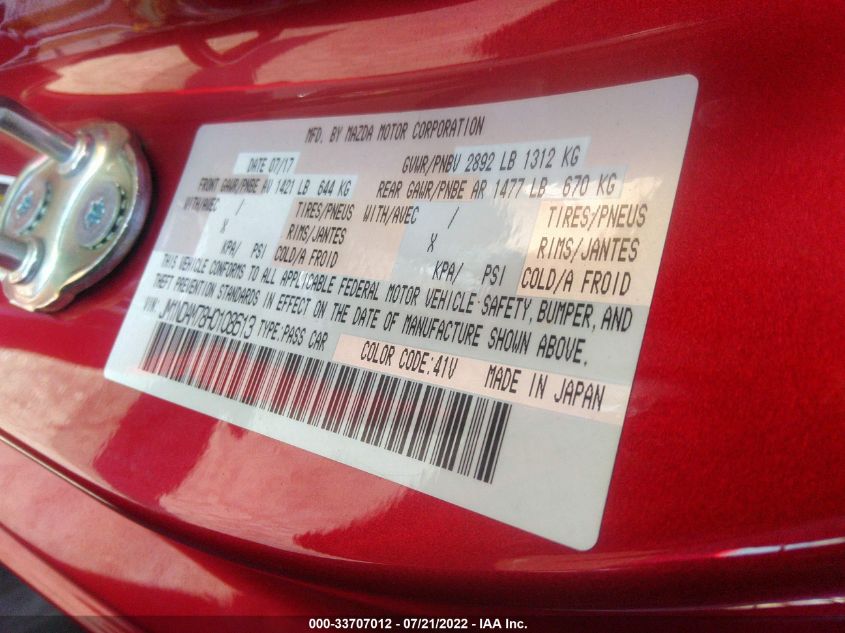 MFD. BY MAZDA MOTOR CORPORATION
DATE 07/17 GVWR/PNBV 2892 LB 1312 KG
FRONT GAWR/PNBE AV 1421 LB 644 KG REAR GAWR/PNBE AR 1477 LB 670 KG
WITH/AVEC / TIRES/PNEUS WITH/AVEC / TIRES/PNEUS
X RIMS/JANTES X RIMS/JANTES
KPA/ PSI COLD/A FROID KPA/ PSI COLD/A FROID
THIS VEHICLE CONFORMS TO ALL APPLICABLE FEDERAL MOTOR VEHICLE SAFETY, BUMPER, AND
THEFT PREVENTION STANDARDS IN EFFECT ON THE DATE OF MANUFACTURE SHOWN ABOVE.
VIN: JM1NDAM78H0108613 TYPE:PASS CAR
COLOR CODE:41V MADE IN JAPAN
000-33707012 - 07/21/2022 - IAA Inc.